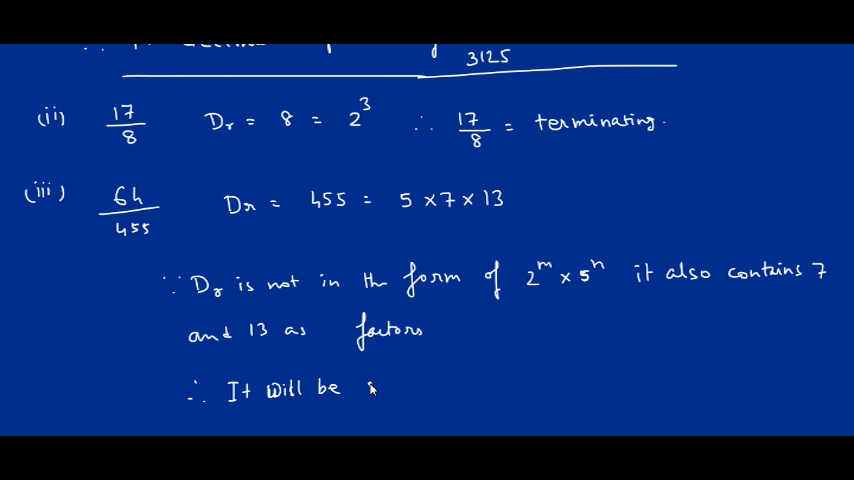 3125
(ii) 17/8 Dr = 8 = 2^3 ∴ 17/8 = terminating.
(iii) 64/455 Dr = 455 = 5 × 7 × 13
∵ Dr is not in the form of 2^m × 5^n it also contains 7
and 13 as factors
∴ It will be